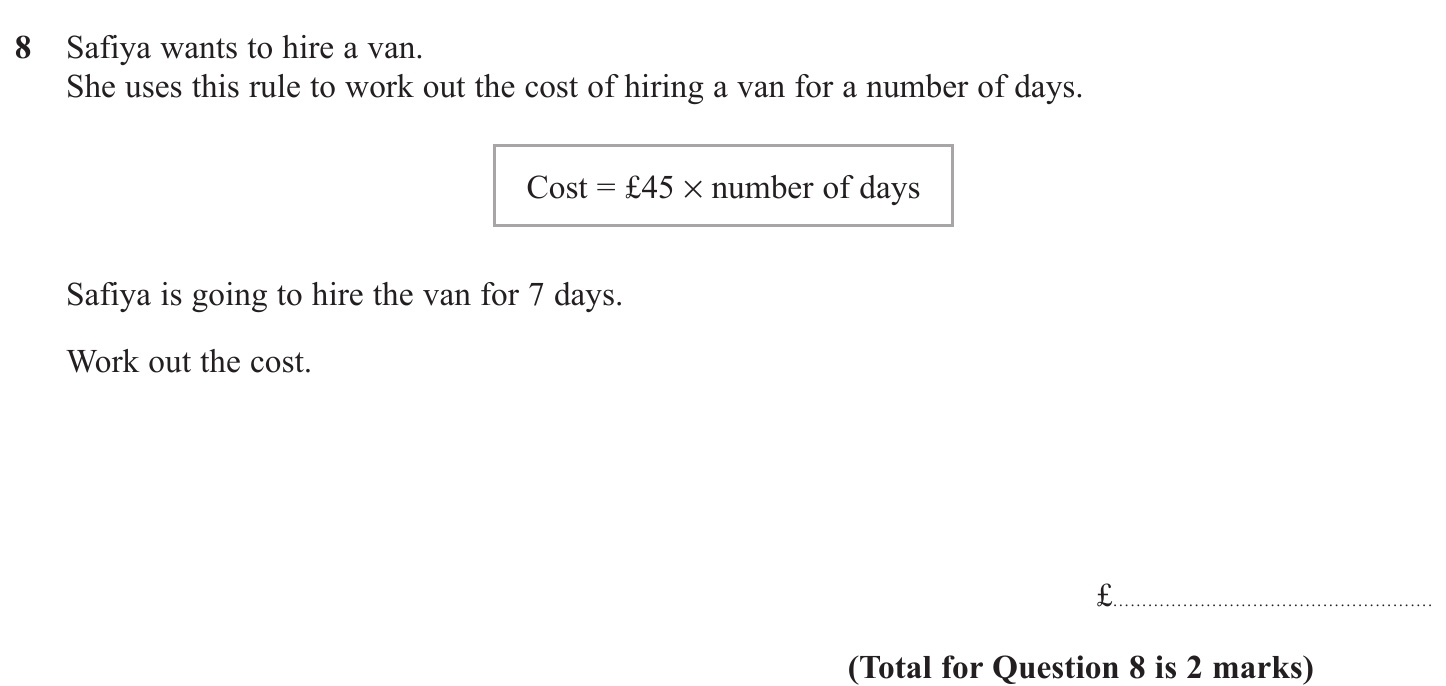 8 Safiya wants to hire a van.
She uses this rule to work out the cost of hiring a van for a number of days.
Cost = £45 × number of days
Safiya is going to hire the van for 7 days.
Work out the cost.
£......................................................
(Total for Question 8 is 2 marks)